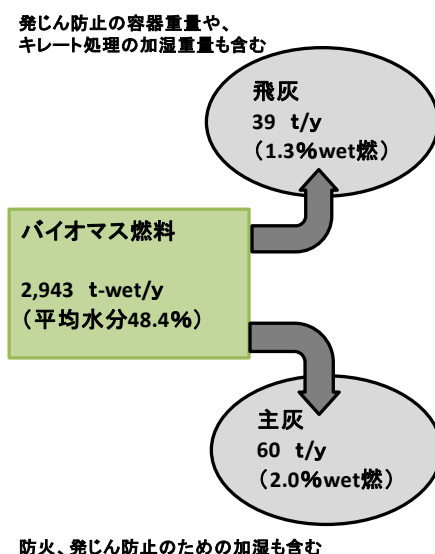 発じん防止の容器重量や、
キレート処理の加湿重量も含む
飛灰
39 t/y
（1.3%wet燃）
バイオマス燃料
2,943 t-wet/y
（平均水分48.4%）
主灰
60 t/y
（2.0%wet燃）
防火、発じん防止のための加湿も含む